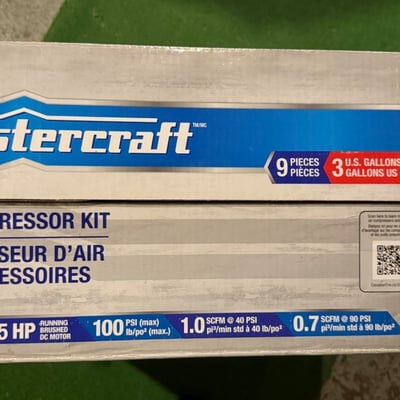 stercraft TM/MC
9 PIECES PIÈCES
3 U.S. GALLONS GALLONS US
RESSOR KIT
SEUR D'AIR
ESSOIRES
5 HP RUNNING BRUSHED DC MOTOR
100 PSI (max) lb/po² (max.)
1.0 SCFM @ 40 PSI pi³/min std à 40 lb/po²
0.7 SCFM @ 90 PSI pi³/min std à 90 lb/po²